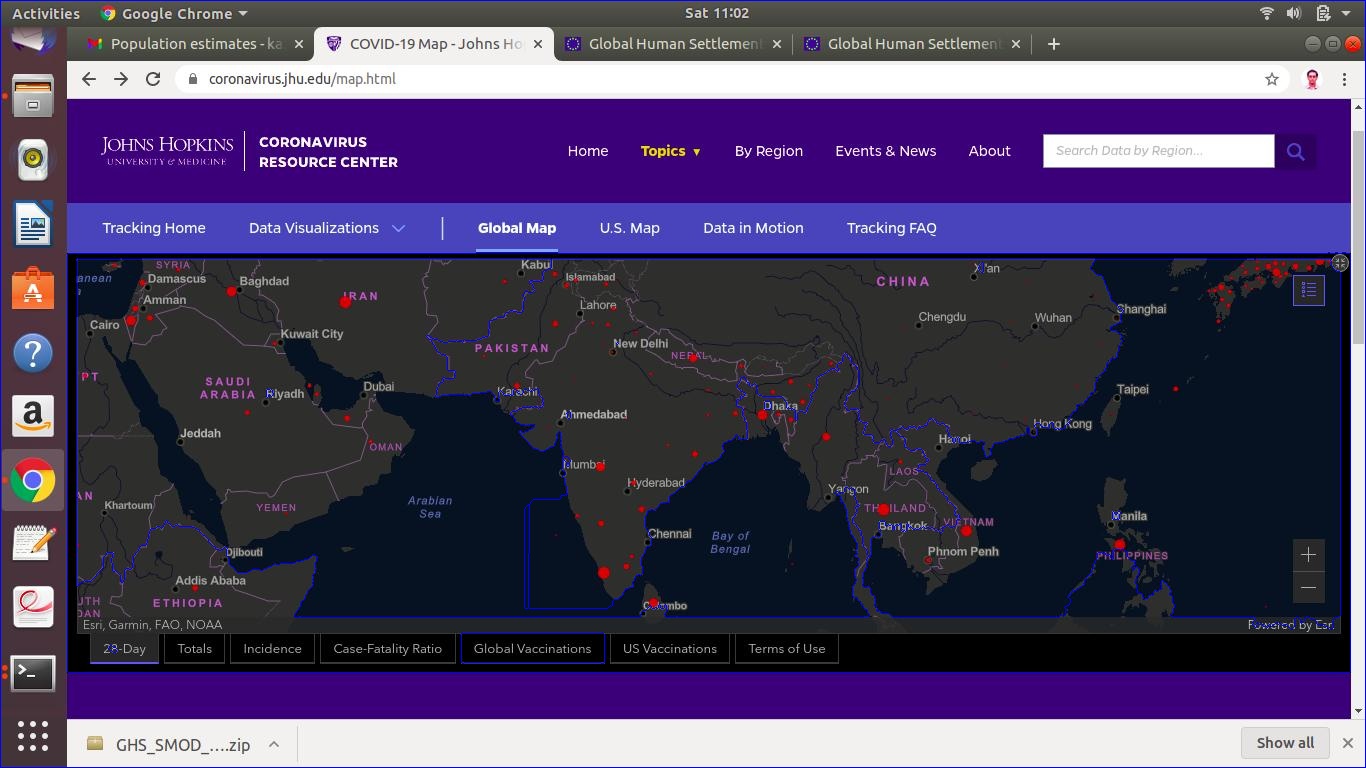 Activities
Google Chrome
Sat 11:02
Population estimates - ka
COVID-19 Map - Johns Ho
Global Human Settlement
Global Human Settlement
coronavirus.jhu.edu/map.html
JOHNS HOPKINS
UNIVERSITY & MEDICINE
CORONAVIRUS
RESOURCE CENTER
Home
Topics
By Region
Events & News
About
Search Data by Region...
Tracking Home
Data Visualizations
Global Map
U.S. Map
Data in Motion
Tracking FAQ
SYRIA
Kabu
Xi'an
anean
Damascus
Baghdad
Islamabad
CHINA
Amman
IRAN
Lahore
Shanghai
Cairo
Kuwait City
Chengdu
Wuhan
New Delhi
PAKISTAN
NEPAL
PT
SAUDI
ARABIA
Riyadh
Dubai
Karachi
Taipei
Ahmedabad
Dhaka
Hong Kong
Jeddah
OMAN
Hanoi
Mumbai
LAOS
Hyderabad
Yangon
AN
Khartoum
YEMEN
Arabian
Sea
THAILAND
Manila
Bangkok
VIETNAM
Chennai
Bay of
Bengal
Djibouti
Phnom Penh
PHILIPPINES
Addis Ababa
ETHIOPIA
UTH
DAN
Colombo
Esri, Garmin, FAO, NOAA
Powered by Esri
28-Day
Totals
Incidence
Case-Fatality Ratio
Global Vaccinations
US Vaccinations
Terms of Use
GHS_SMOD_....zip
Show all